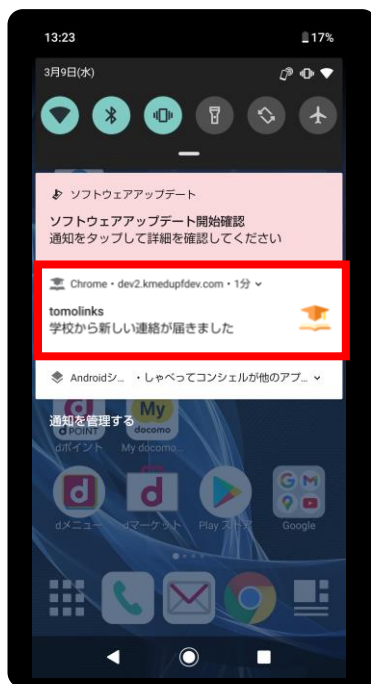 13:23
17%
3月9日(水)
ソフトウェアアップデート
ソフトウェアアップデート開始確認
通知をタップして詳細を確認してください
Chrome・dev2.kmedupfdev.com・1分
tomolinks
学校から新しい連絡が届きました
Androidシ... ・しゃべってコンシェルが他のアプ...
通知を管理する
d POINT
My
docomo
dポイント
My docomo...
dメニュー
dマーケット
Play ストア
Google